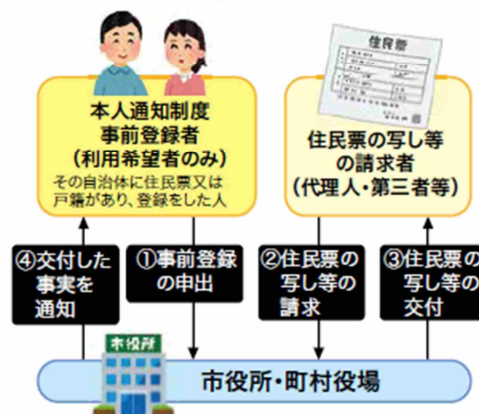 住民票
本人通知制度
事前登録者
（利用希望者のみ）
その自治体に住民票又は
戸籍があり、登録をした人
住民票の写し等
の請求者
（代理人・第三者等）
④交付した
事実を
通知
①事前登録
の申出
②住民票の
写し等の
請求
③住民票の
写し等の
交付
市役所
市役所・町村役場